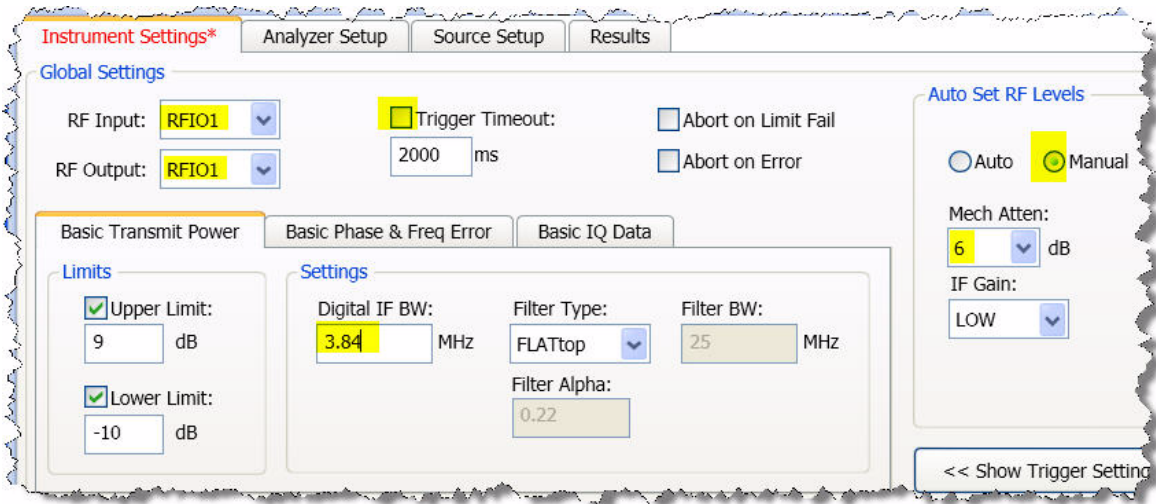 Instrument Settings* Analyzer Setup Source Setup Results
Global Settings
RF Input: RFIO1
Trigger Timeout:
2000 ms
Abort on Limit Fail
RF Output: RFIO1
Abort on Error
Auto Set RF Levels
Auto Manual
Mech Atten:
6 dB
IF Gain:
LOW
Basic Transmit Power Basic Phase & Freq Error Basic IQ Data
Limits
Upper Limit:
9 dB
Lower Limit:
-10 dB
Settings
Digital IF BW:
3.84 MHz
Filter Type:
FLATtop
Filter BW:
25 MHz
Filter Alpha:
0.22
<< Show Trigger Setting